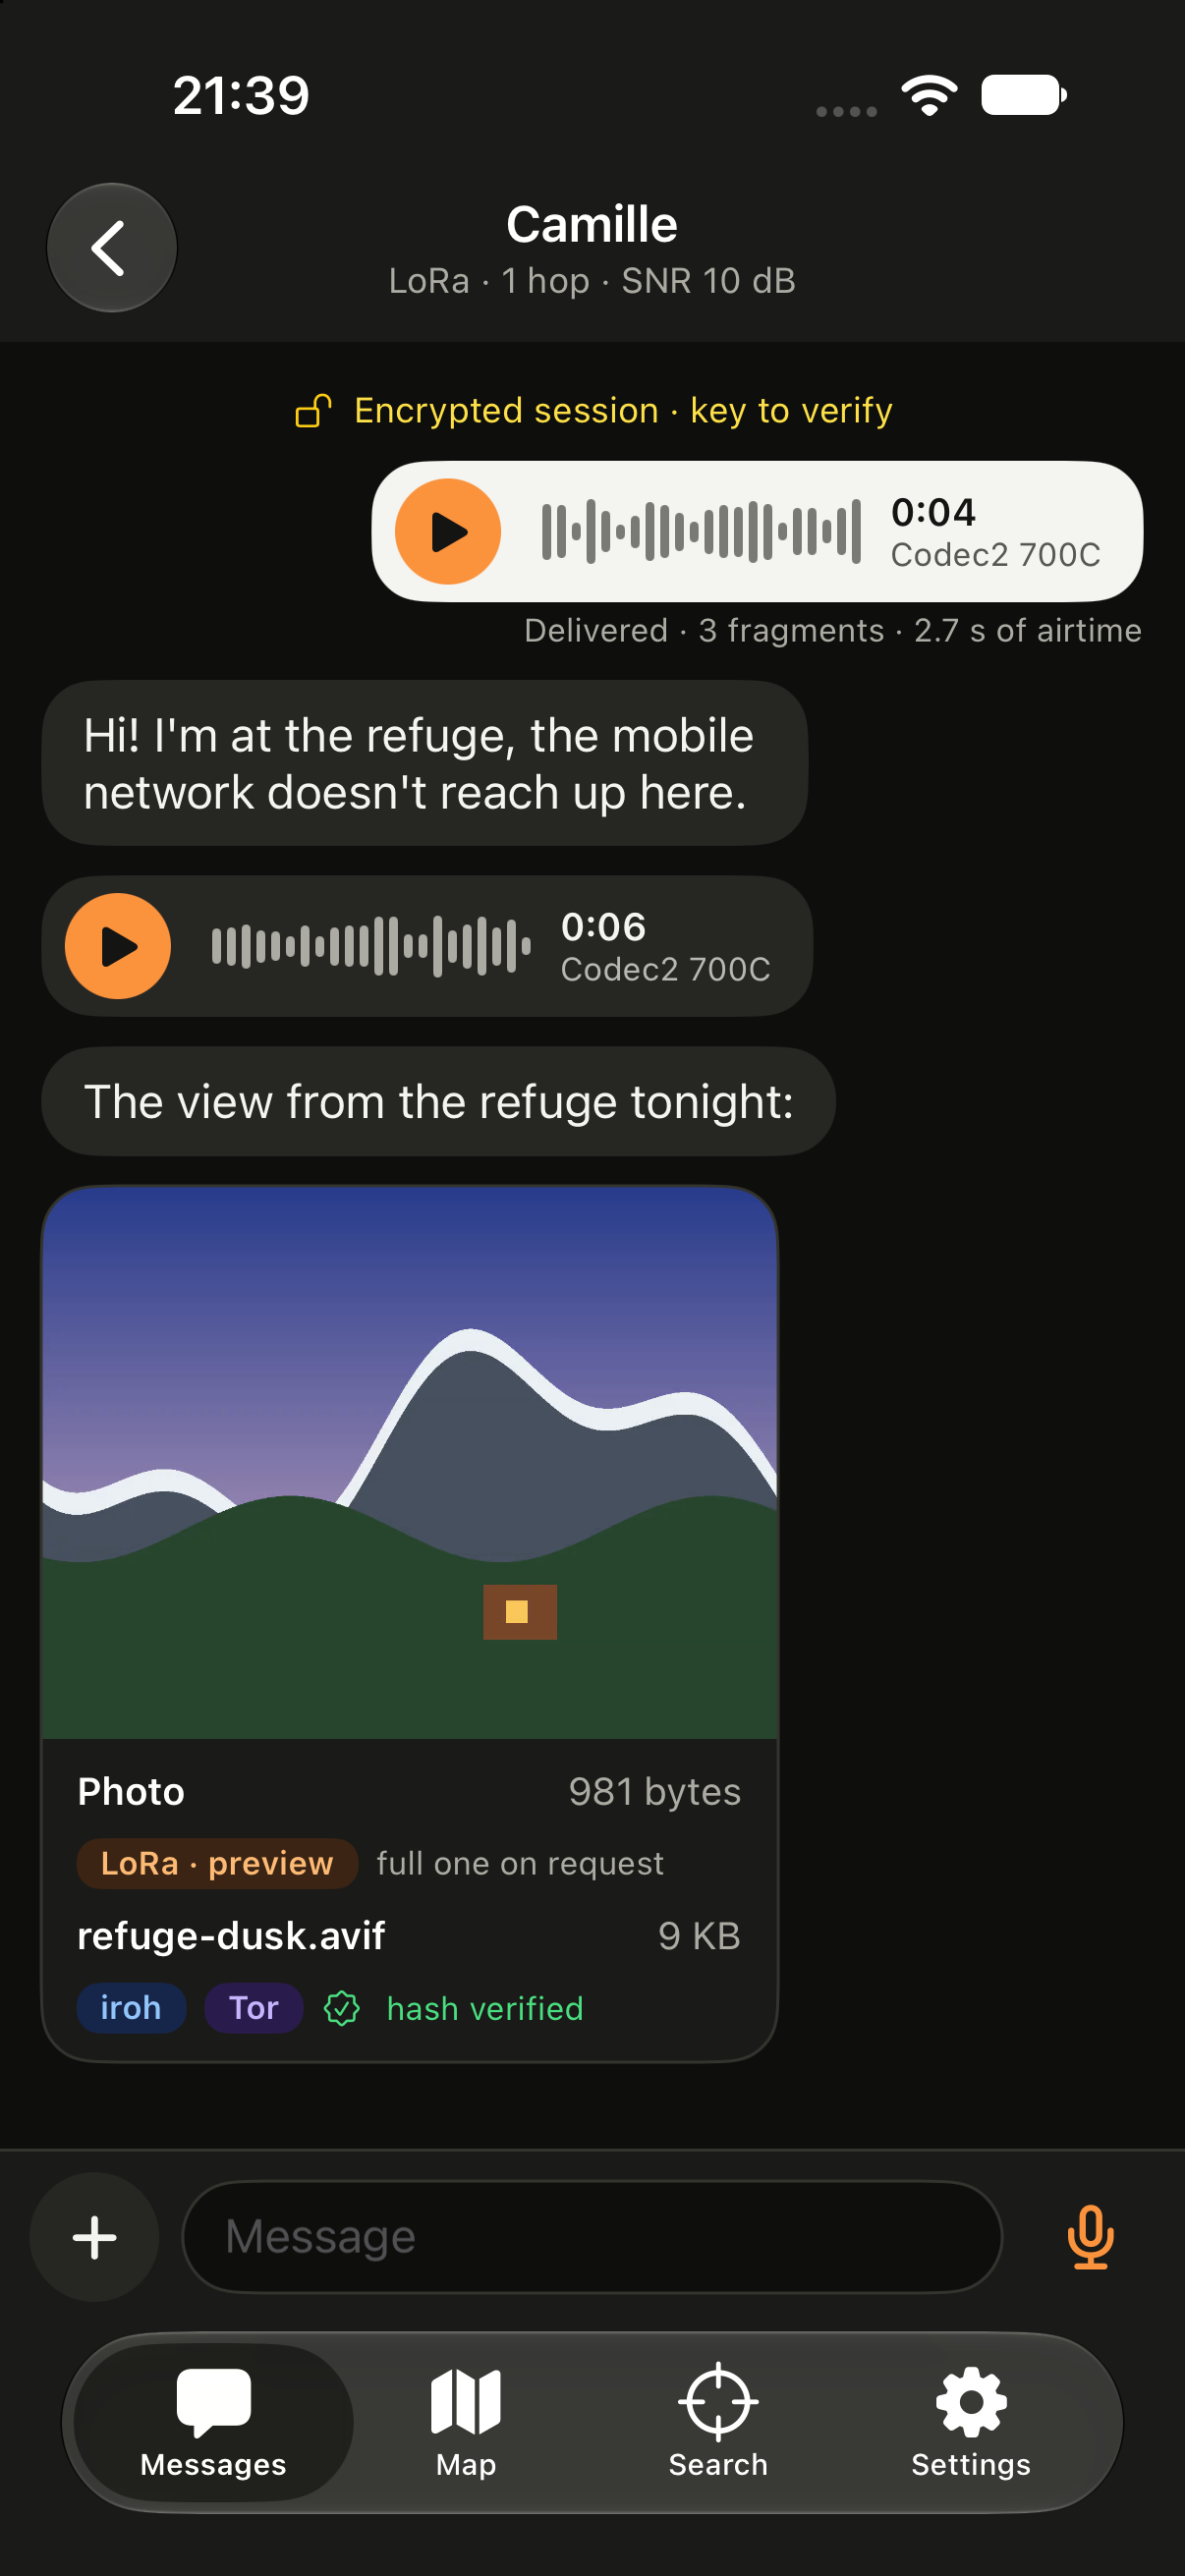 21:39
Camille
LoRa · 1 hop · SNR 10 dB
Encrypted session · key to verify
0:04
Codec2 700C
Delivered · 3 fragments · 2.7 s of airtime
Hi! I'm at the refuge, the mobile
network doesn't reach up here.
0:06
Codec2 700C
The view from the refuge tonight:
Photo 981 bytes
LoRa · preview full one on request
refuge-dusk.avif 9 KB
iroh Tor hash verified
Message
Messages Map Search Settings